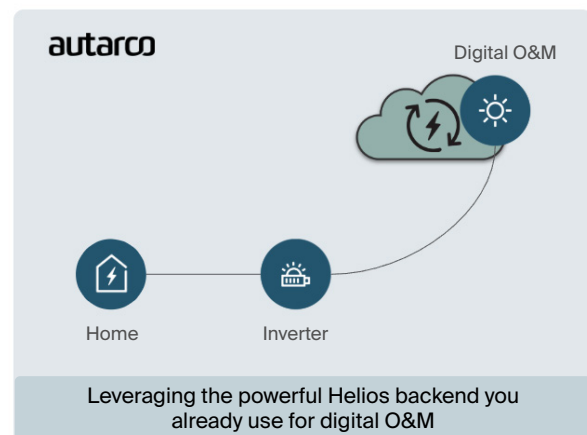 autarco
Digital O&M
Home
Inverter
Leveraging the powerful Helios backend you
already use for digital O&M